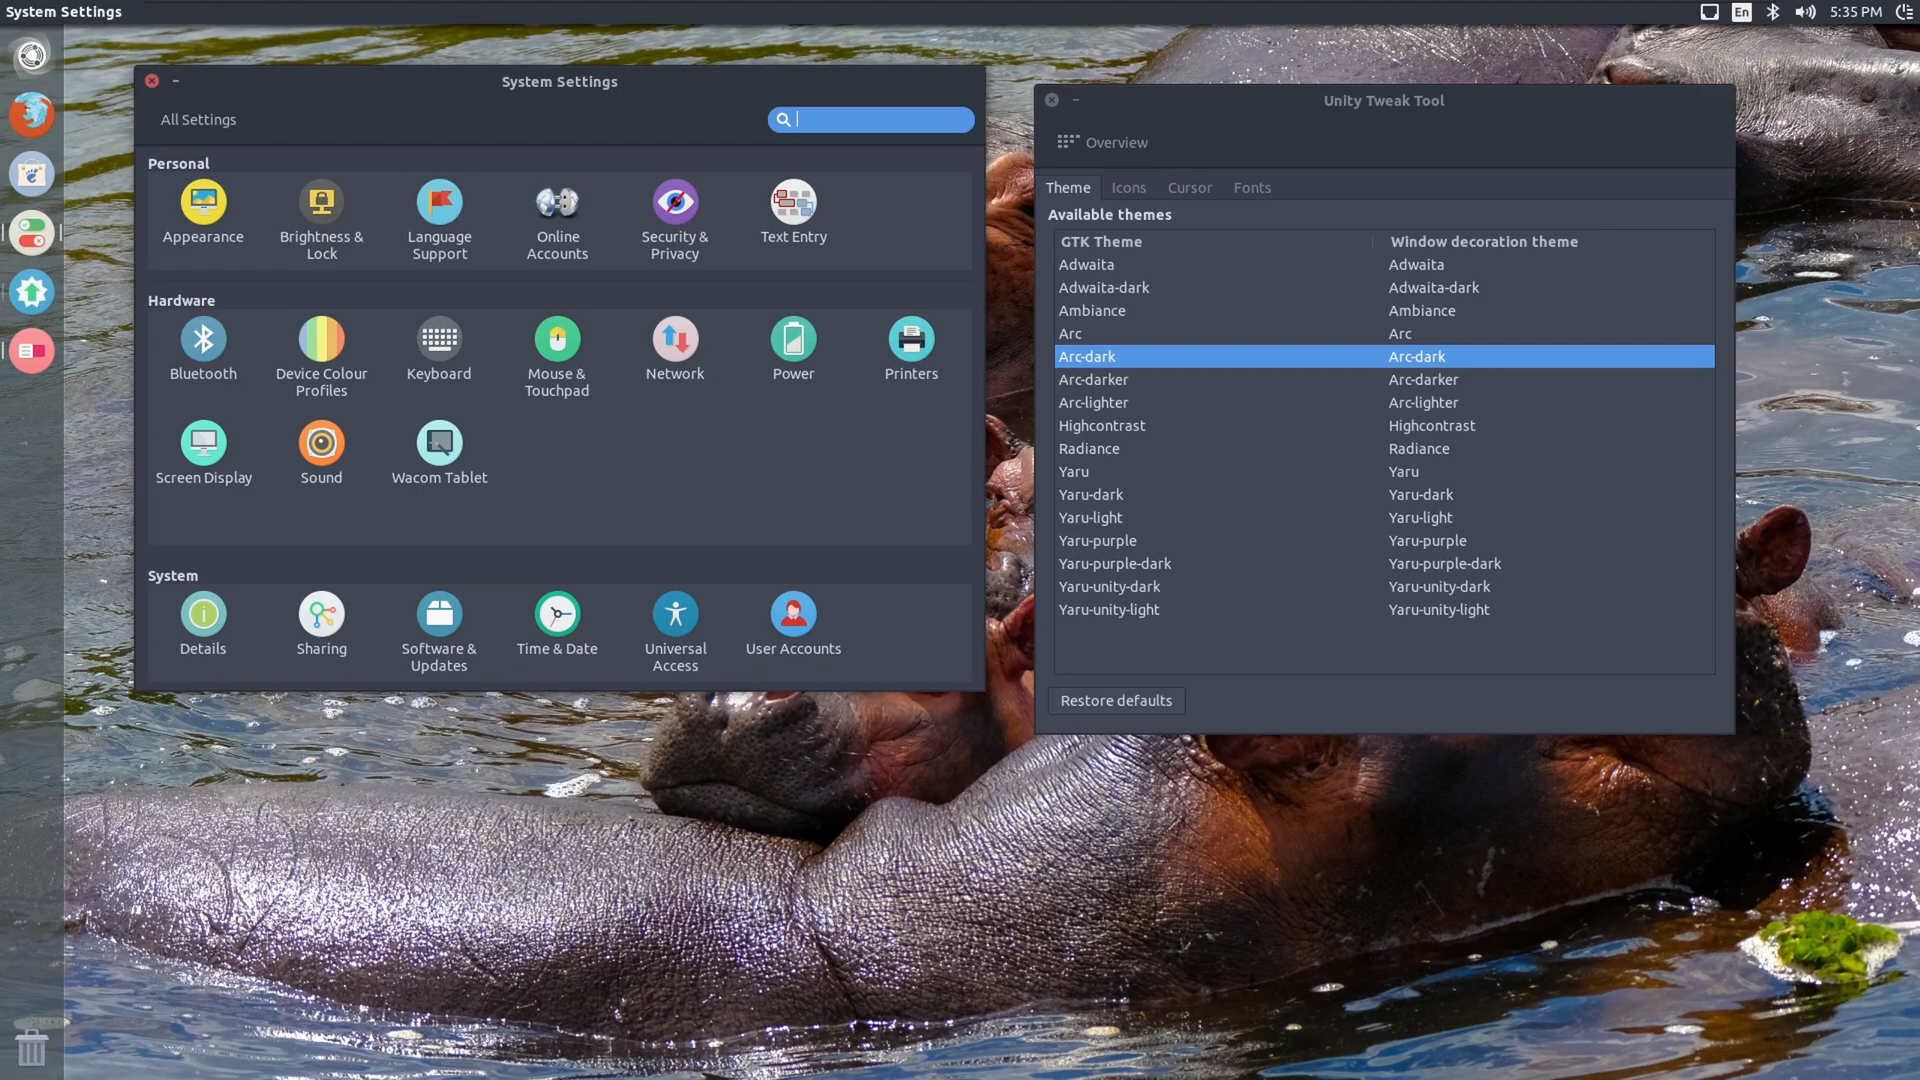 System Settings
En
5:35 PM
System Settings
All Settings
Personal
Appearance
Brightness &
Lock
Language
Support
Online
Accounts
Security &
Privacy
Text Entry
Hardware
Bluetooth
Device Colour
Profiles
Keyboard
Mouse &
Touchpad
Network
Power
Printers
Screen Display
Sound
Wacom Tablet
System
Details
Sharing
Software &
Updates
Time & Date
Universal
Access
User Accounts
Unity Tweak Tool
Overview
Theme
Icons
Cursor
Fonts
Available themes
GTK Theme Window decoration theme
Adwaita Adwaita
Adwaita-dark Adwaita-dark
Ambiance Ambiance
Arc Arc
Arc-dark Arc-dark
Arc-darker Arc-darker
Arc-lighter Arc-lighter
Highcontrast Highcontrast
Radiance Radiance
Yaru Yaru
Yaru-dark Yaru-dark
Yaru-light Yaru-light
Yaru-purple Yaru-purple
Yaru-purple-dark Yaru-purple-dark
Yaru-unity-dark Yaru-unity-dark
Yaru-unity-light Yaru-unity-light
Restore defaults